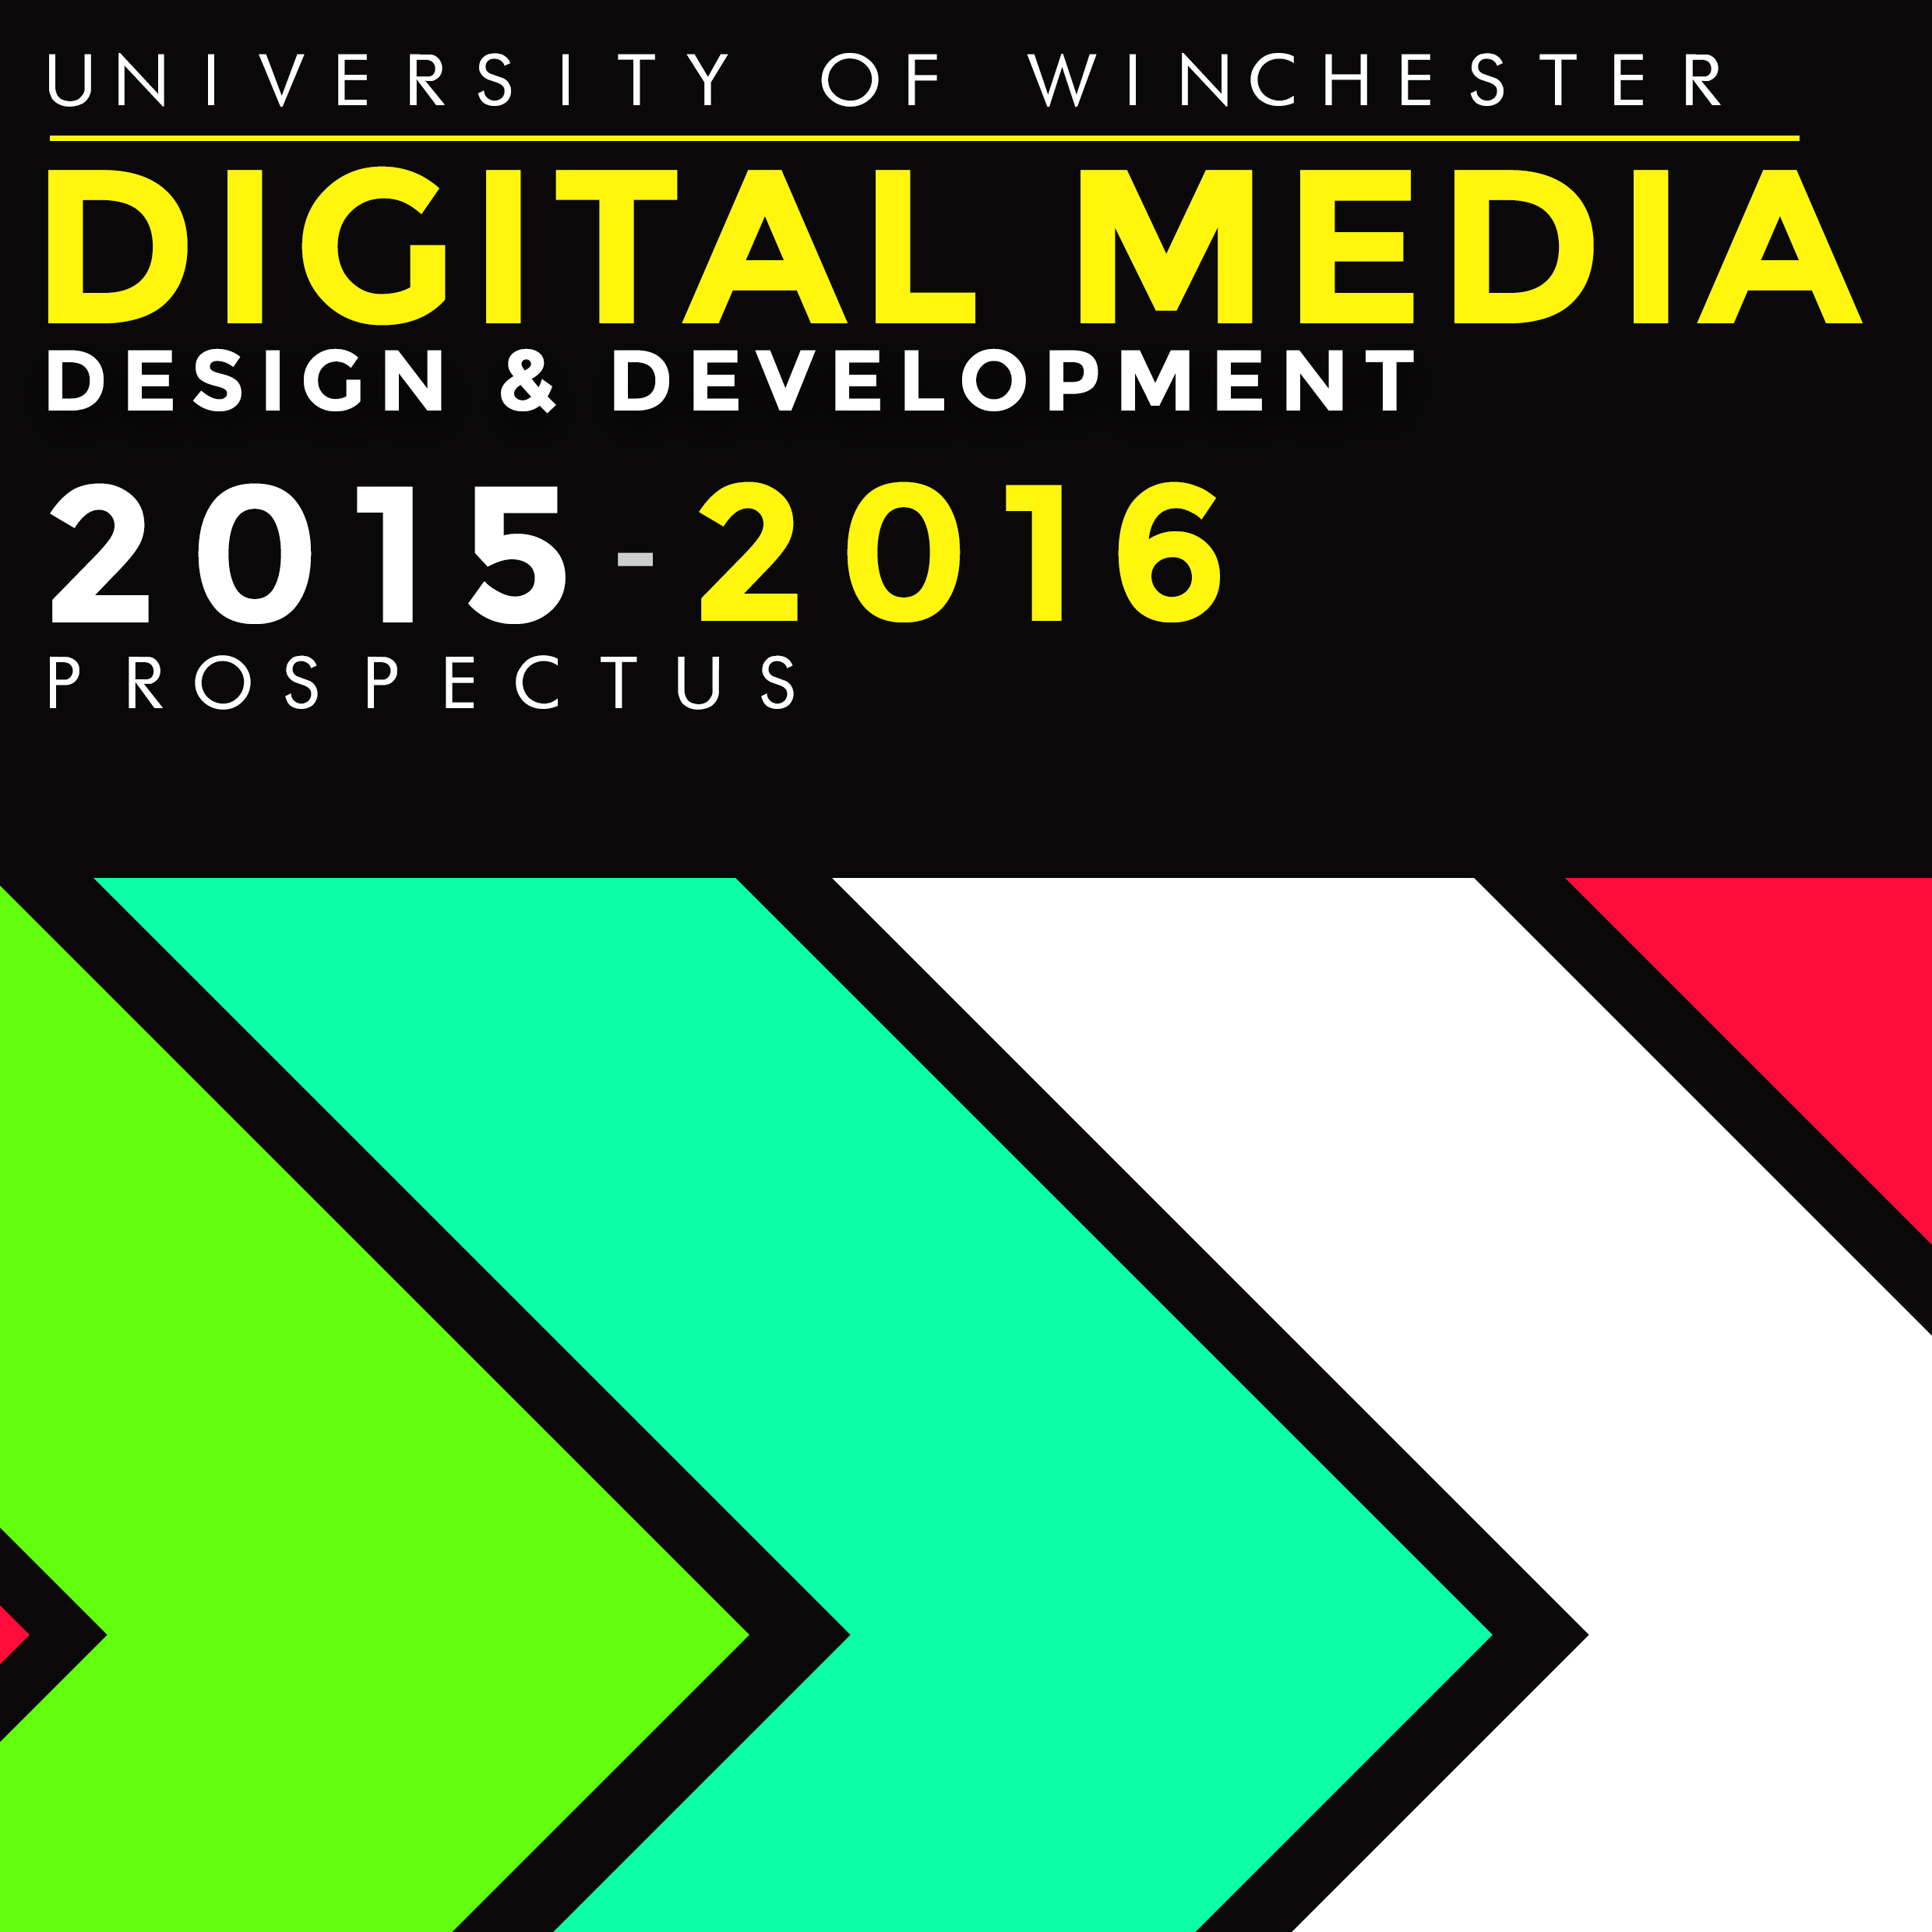 UNIVERSITY OF WINCHESTER
DIGITAL MEDIA
DESIGN & DEVELOPMENT
2015-2016
PROSPECTUS